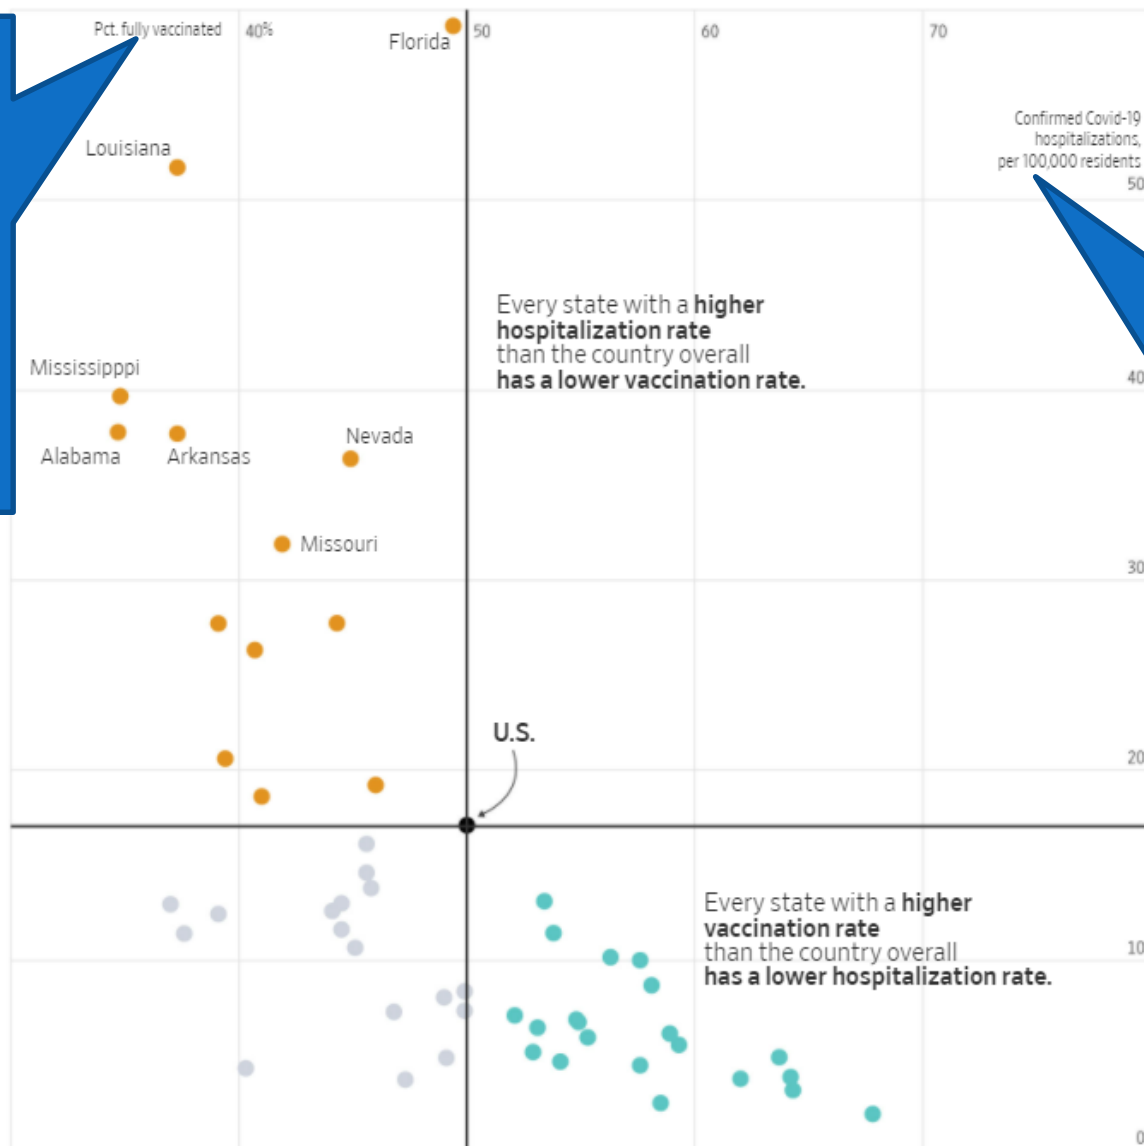 Pct. fully vaccinated
40%
50
60
70
Florida
Confirmed Covid-19
hospitalizations,
per 100,000 residents
Louisiana
50
Every state with a higher
hospitalization rate
than the country overall
has a lower vaccination rate.
Mississipppi
40
Nevada
Alabama
Arkansas
Missouri
30
U.S.
20
Every state with a higher
vaccination rate
than the country overall
has a lower hospitalization rate.
10
0